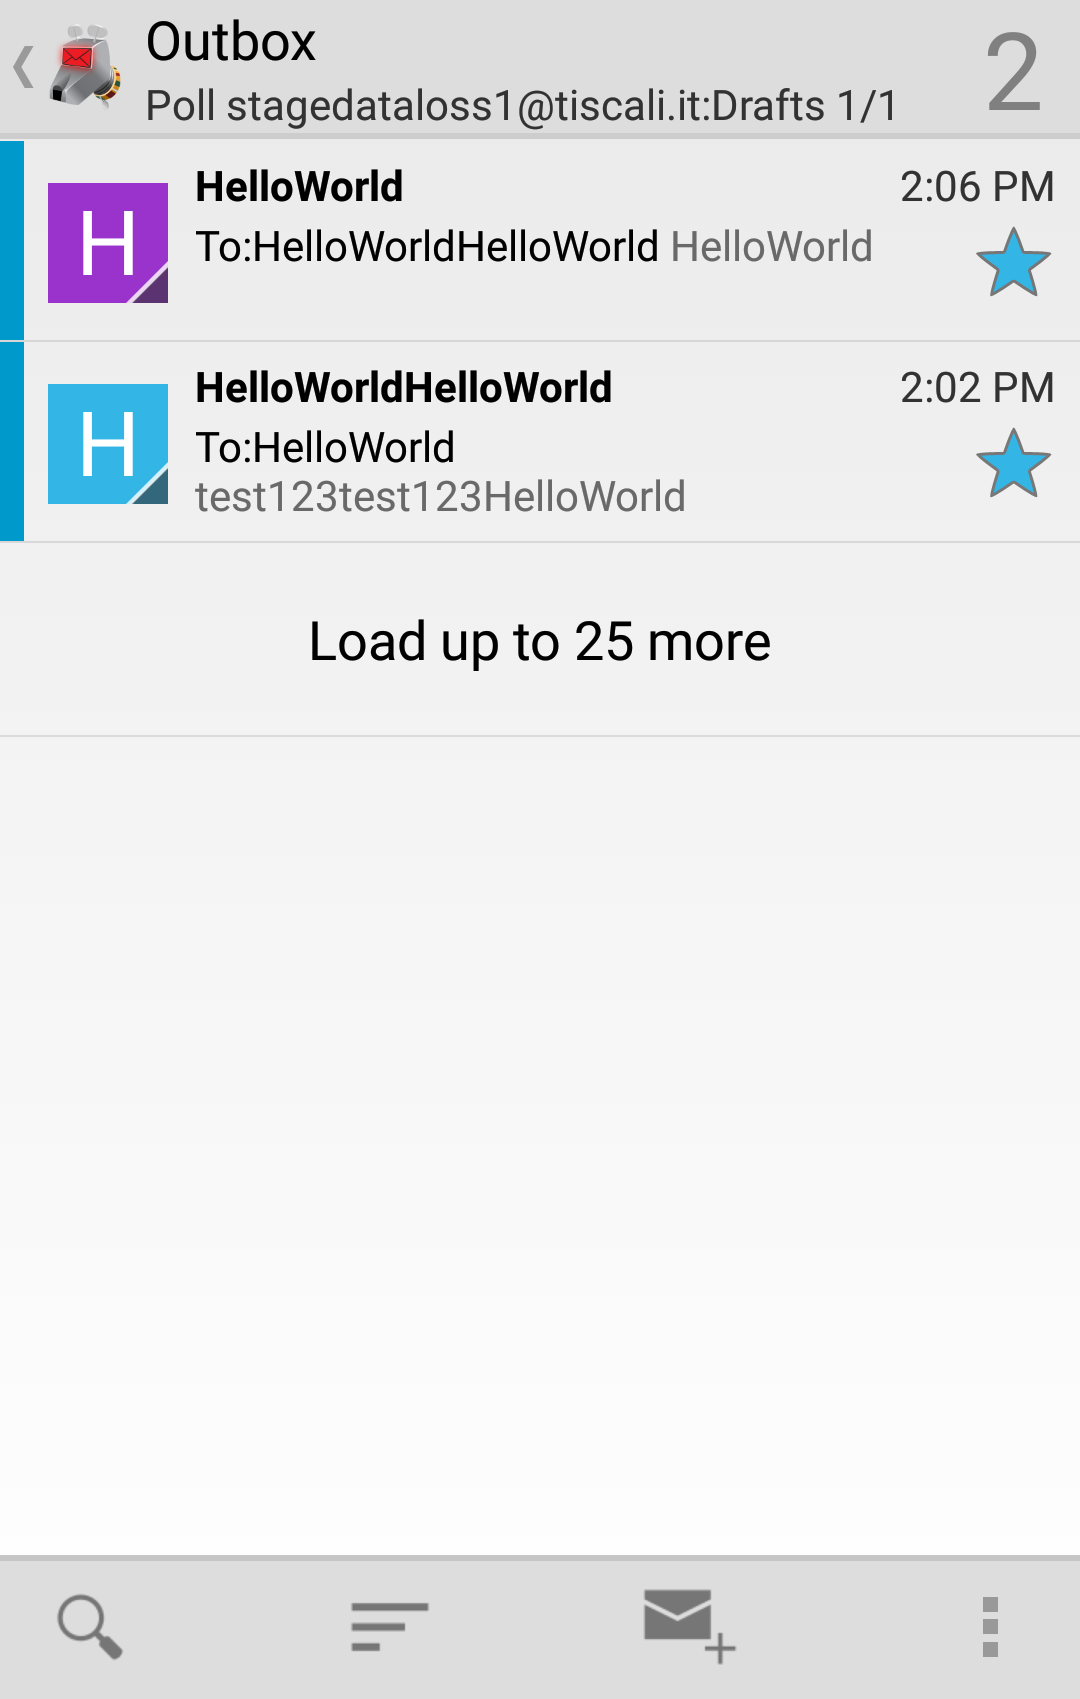 Outbox
Poll stagedataloss1@tiscali.it:Drafts 1/1
2
HelloWorld
2:06 PM
H
To:HelloWorldHelloWorld HelloWorld
HelloWorldHelloWorld
2:02 PM
H
To:HelloWorld
test123test123HelloWorld
Load up to 25 more